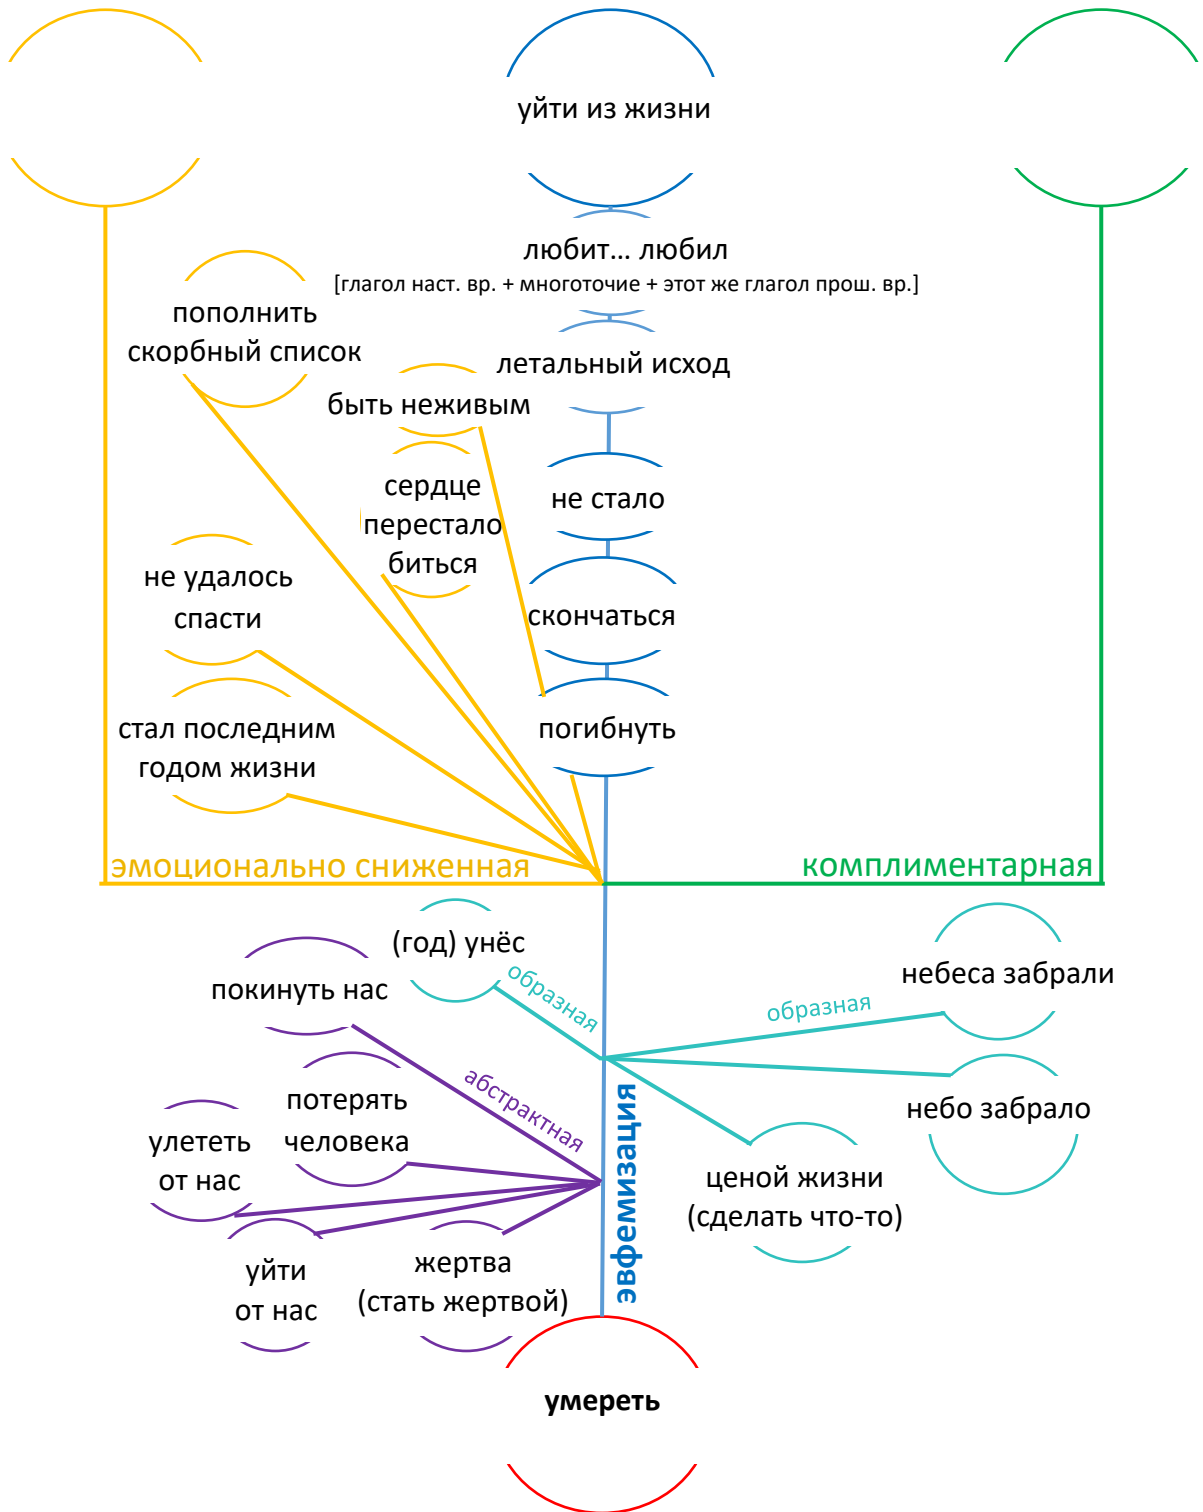 уйти из жизни
любит... любил
[глагол наст. вр. + многоточие + этот же глагол прош. вр.]
пополнить
скорбный список
летальный исход
быть неживым
сердце
перестало
биться
не стало
не удалось
спасти
скончаться
стал последним
годом жизни
погибнуть
эмоционально сниженная
комплиментарная
(год) унёс
образная
покинуть нас
небеса забрали
образная
абстрактная
потерять
человека
небо забрало
улететь
от нас
эвфемизация
ценой жизни
(сделать что-то)
уйти
от нас
жертва
(стать жертвой)
умереть